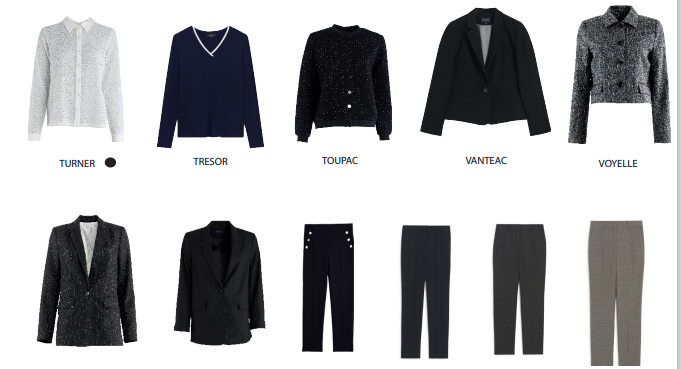 TURNER
TRESOR
TOUPAC
VANTEAC
VOYELLE